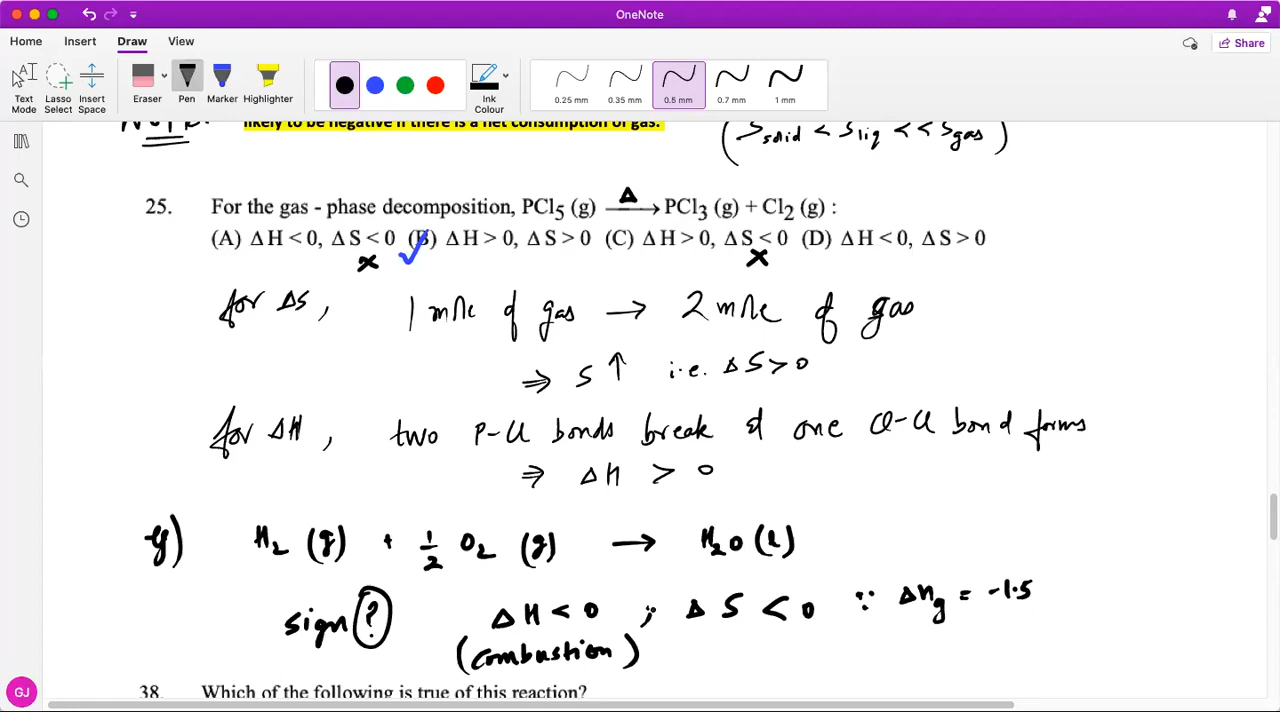 OneNote
Home Insert Draw View Share
Text Mode Lasso Select Insert Space Eraser Pen Marker Highlighter Ink Colour 0.25 mm 0.35 mm 0.5 mm 0.7 mm 1 mm
NOTE: likely to be negative if there is a net consumption of gas. (S solid < S liq << S gas)
25. For the gas - phase decomposition, PCl5 (g) —Δ→ PCl3 (g) + Cl2 (g) :
(A) ΔH < 0, ΔS < 0 (B) ΔH > 0, ΔS > 0 (C) ΔH > 0, ΔS < 0 (D) ΔH < 0, ΔS > 0
✓ × ×
for ΔS, 1 mole of gas → 2 mole of gas
⇒ S ↑ i.e. ΔS > 0
for ΔH, two P-Cl bonds break & one Cl-Cl bond forms
⇒ ΔH > 0
eg) H2 (g) + 1/2 O2 (g) → H2O (l)
sign ? ΔH < 0 ; ΔS < 0 ∵ Δng = -1.5
(combustion)
38. Which of the following is true of this reaction?
GJ